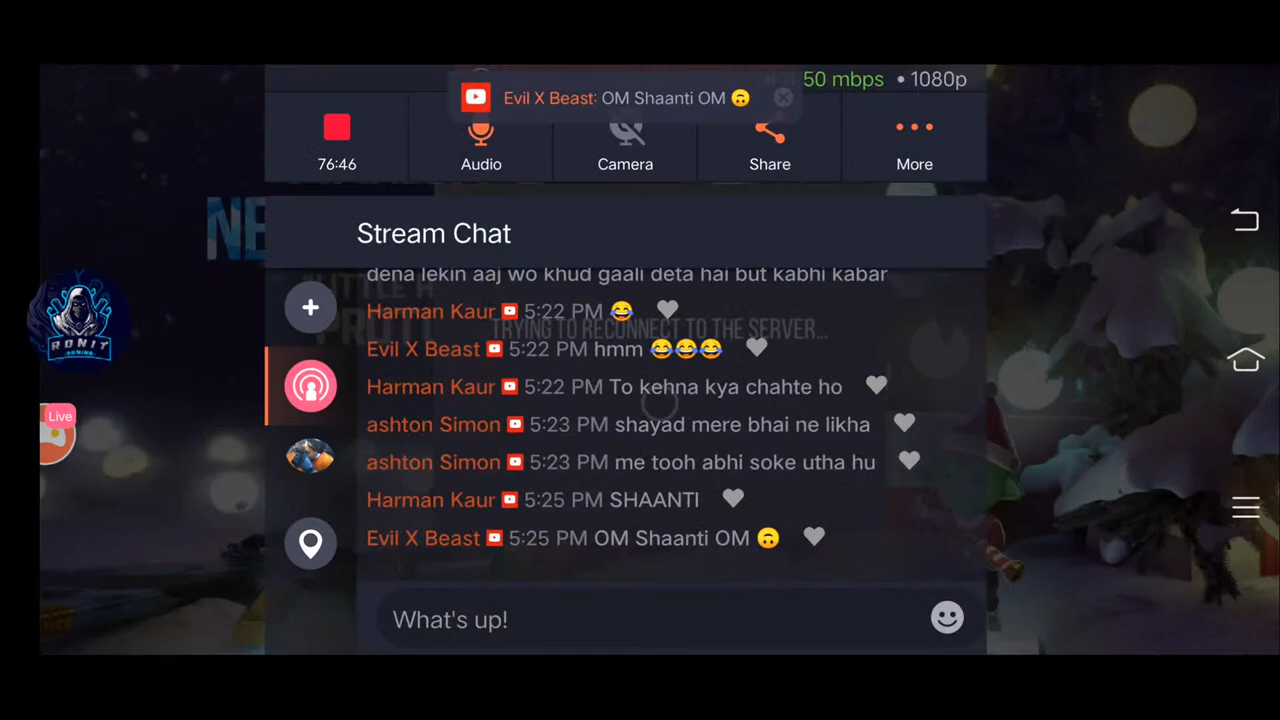 50 mbps • 1080p
Evil X Beast: OM Shaanti OM 🙃
76:46
Audio
Camera
Share
More
NE
Stream Chat
dena lekin aaj wo khud gaali deta hai but kabhi kabar
Harman Kaur 5:22 PM 😂
TRYING TO RECONNECT TO THE SERVER...
Evil X Beast 5:22 PM hmm 😂😂😂
Harman Kaur 5:22 PM To kehna kya chahte ho
ashton Simon 5:23 PM shayad mere bhai ne likha
ashton Simon 5:23 PM me tooh abhi soke utha hu
Harman Kaur 5:25 PM SHAANTI
Evil X Beast 5:25 PM OM Shaanti OM 🙃
What's up!
RONIT
Live